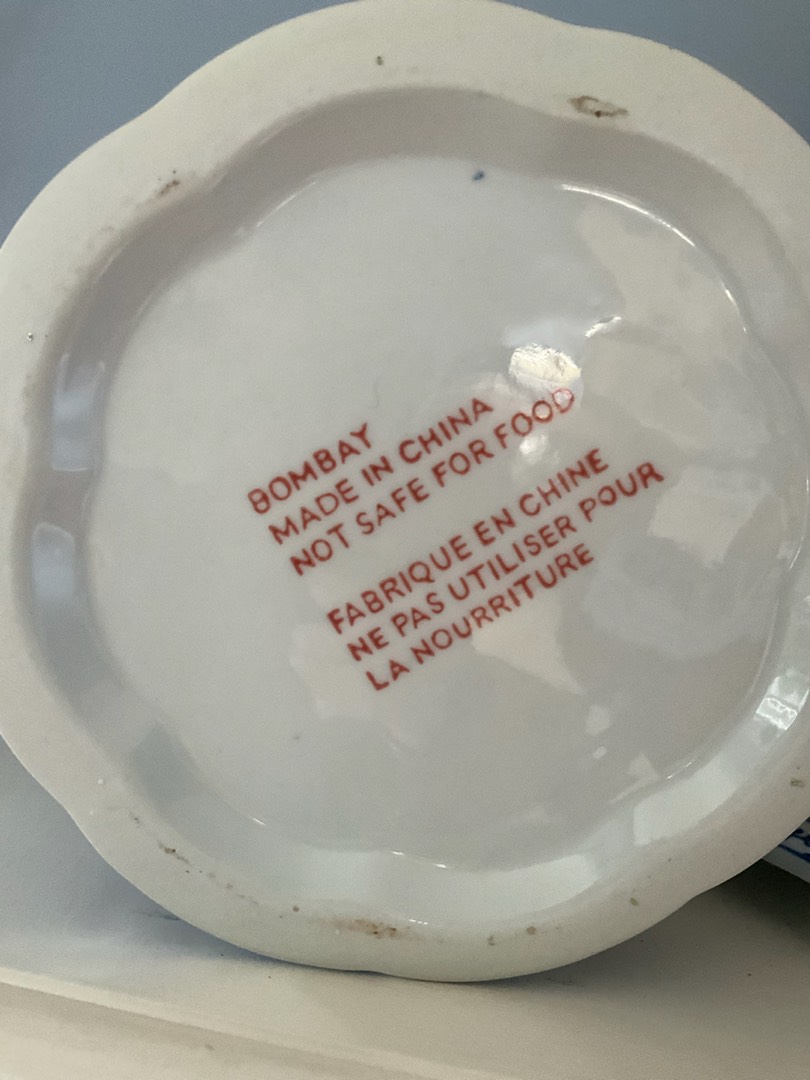 BOMBAY
MADE IN CHINA
NOT SAFE FOR FOOD
FABRIQUE EN CHINE
NE PAS UTILISER POUR
LA NOURRITURE